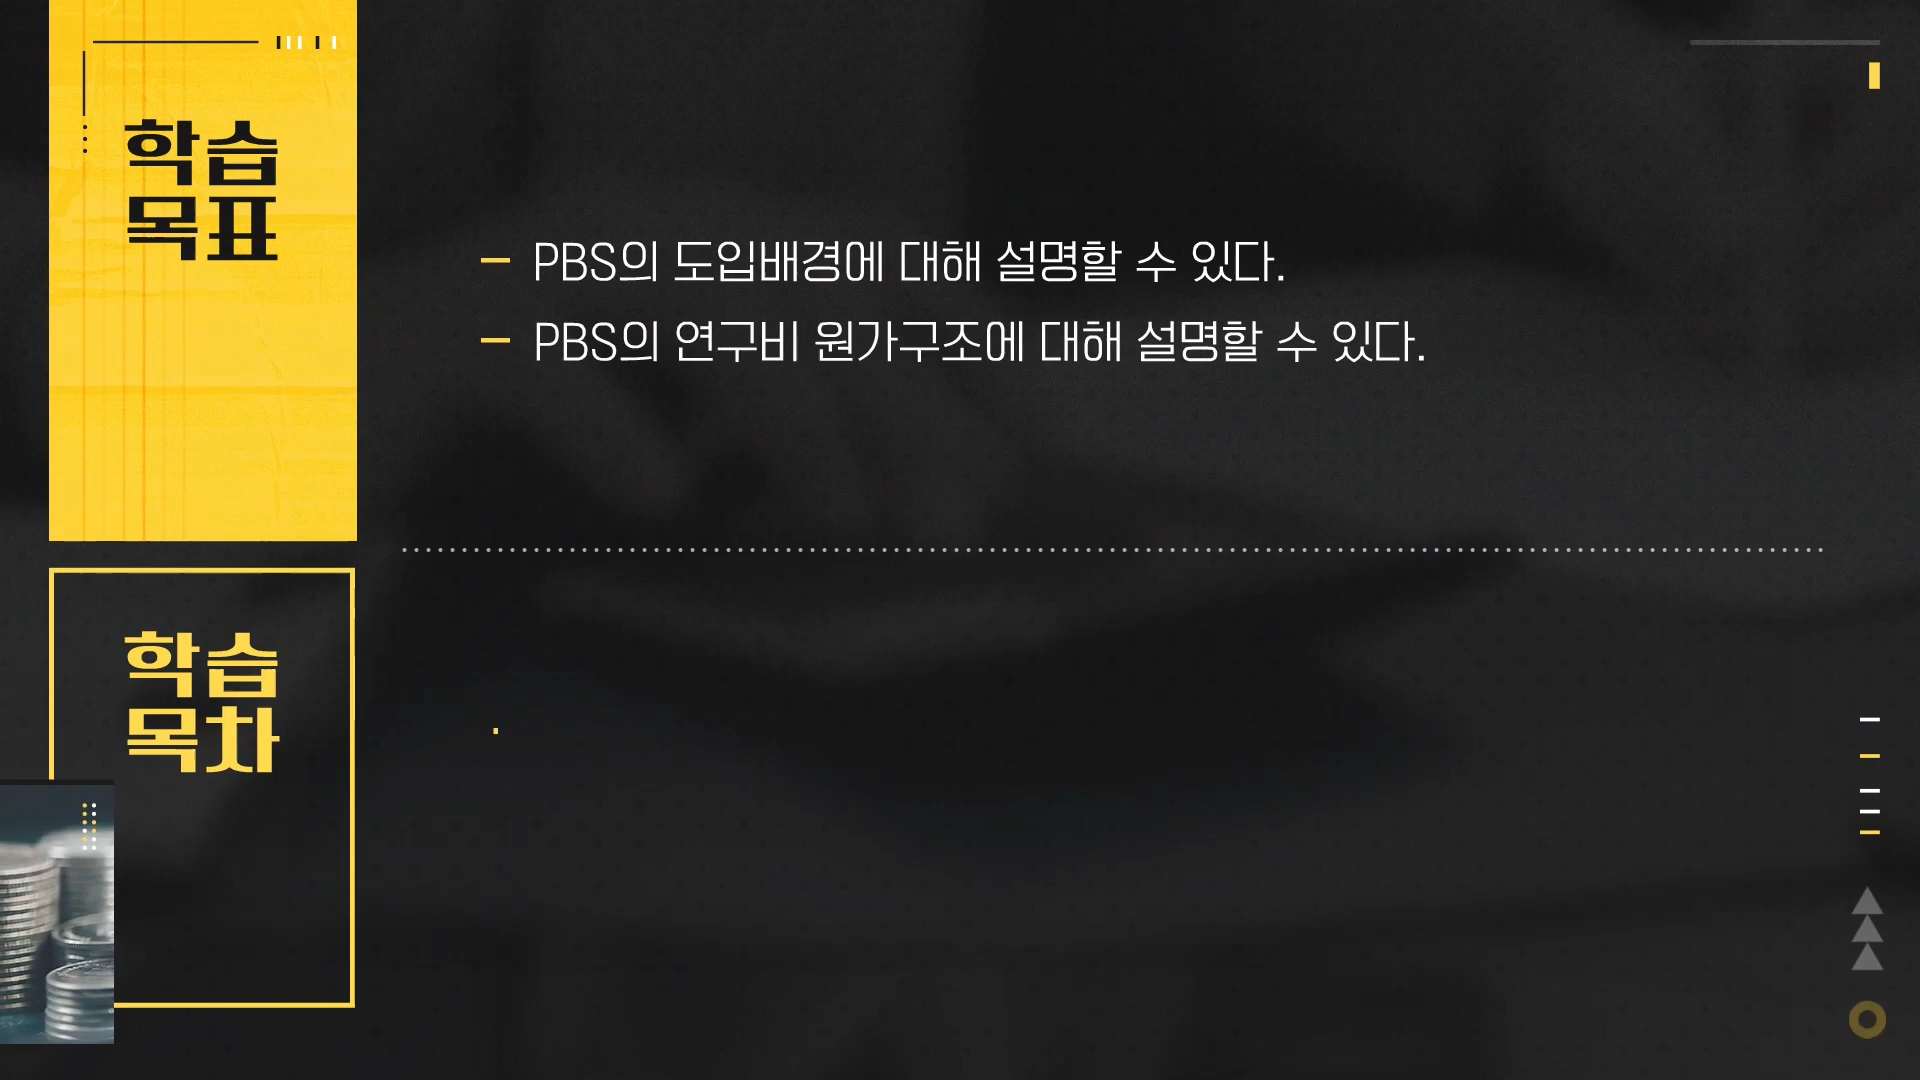 학습
목표
– PBS의 도입배경에 대해 설명할 수 있다.
– PBS의 연구비 원가구조에 대해 설명할 수 있다.
학습
목차